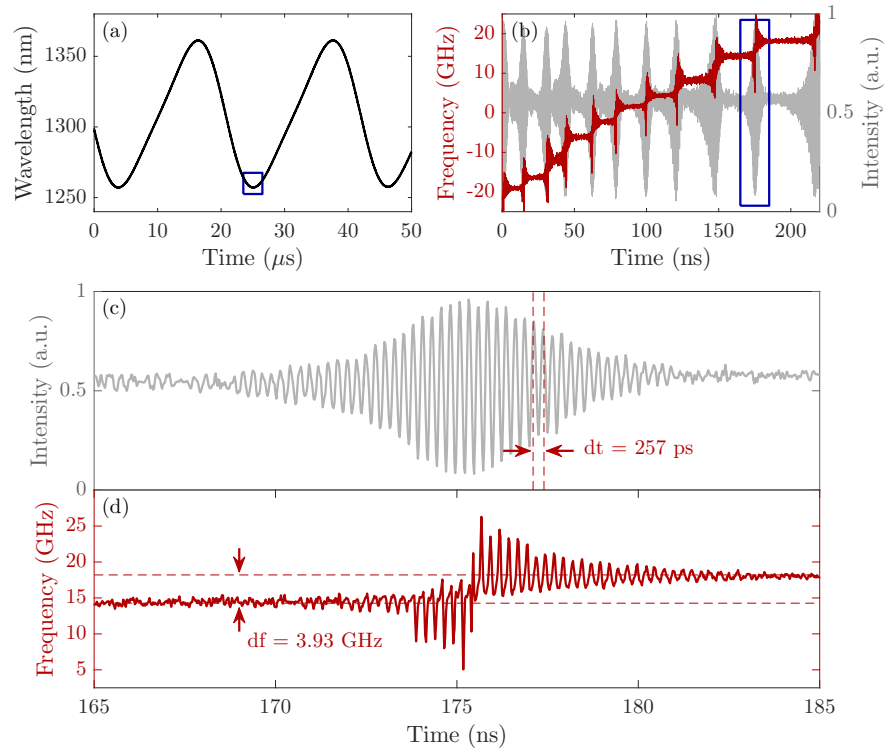 (a)
Wavelength (nm)
1350
1300
1250
0 10 20 30 40 50
Time (μs)
(b)
Frequency (GHz)
20
10
0
-10
-20
1
0.5
0
Intensity (a.u.)
0 50 100 150 200
Time (ns)
(c)
Intensity (a.u.)
1
0.5
0
dt = 257 ps
(d)
Frequency (GHz)
25
20
15
10
5
df = 3.93 GHz
165 170 175 180 185
Time (ns)